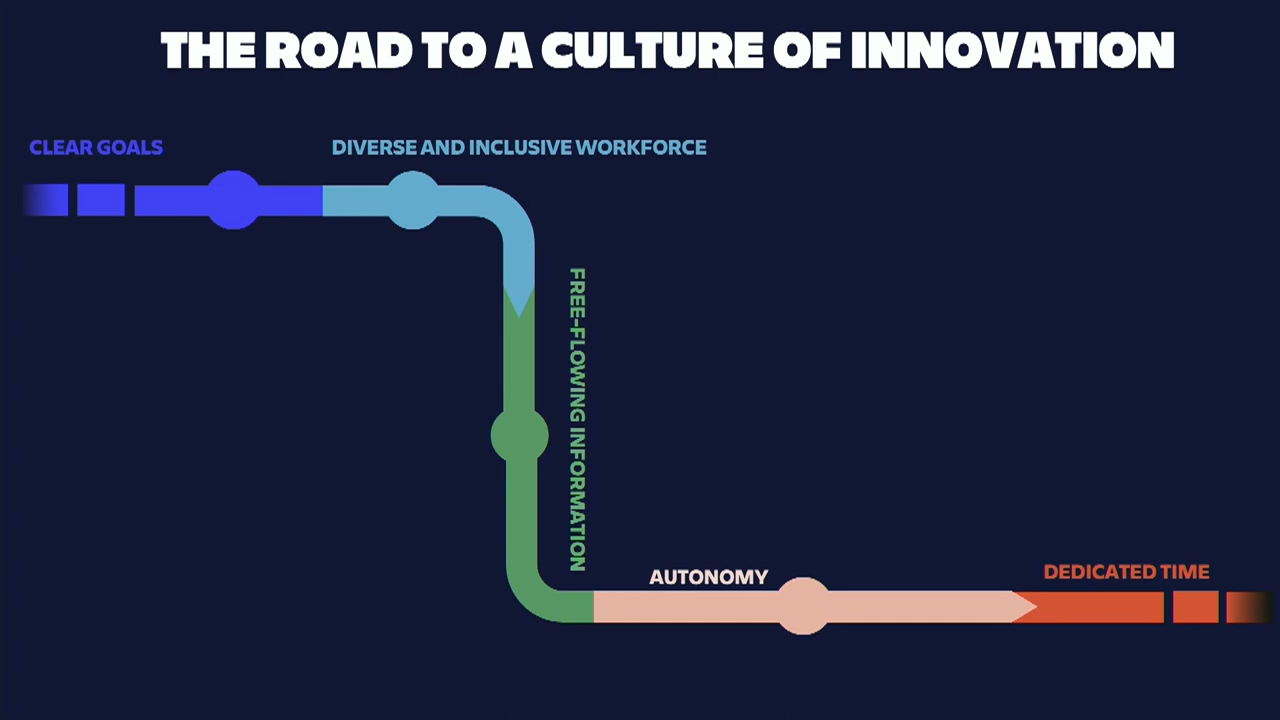 THE ROAD TO A CULTURE OF INNOVATION
CLEAR GOALS
DIVERSE AND INCLUSIVE WORKFORCE
FREE-FLOWING INFORMATION
AUTONOMY
DEDICATED TIME